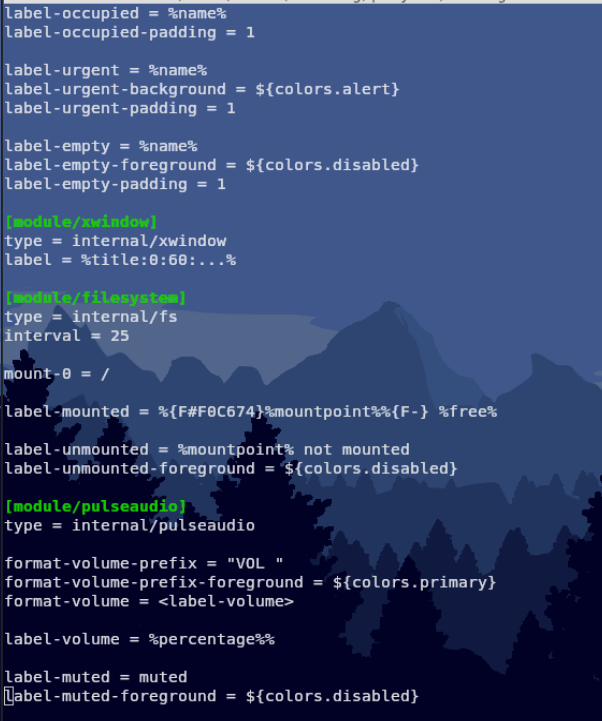 label-occupied = %name%
label-occupied-padding = 1
label-urgent = %name%
label-urgent-background = ${colors.alert}
label-urgent-padding = 1
label-empty = %name%
label-empty-foreground = ${colors.disabled}
label-empty-padding = 1
[module/xwindow]
type = internal/xwindow
label = %title:0:60:...%
[module/filesystem]
type = internal/fs
interval = 25
mount-0 = /
label-mounted = %{F#F0C674}%mountpoint%%{F-} %free%
label-unmounted = %mountpoint% not mounted
label-unmounted-foreground = ${colors.disabled}
[module/pulseaudio]
type = internal/pulseaudio
format-volume-prefix = "VOL "
format-volume-prefix-foreground = ${colors.primary}
format-volume = <label-volume>
label-volume = %percentage%%
label-muted = muted
label-muted-foreground = ${colors.disabled}